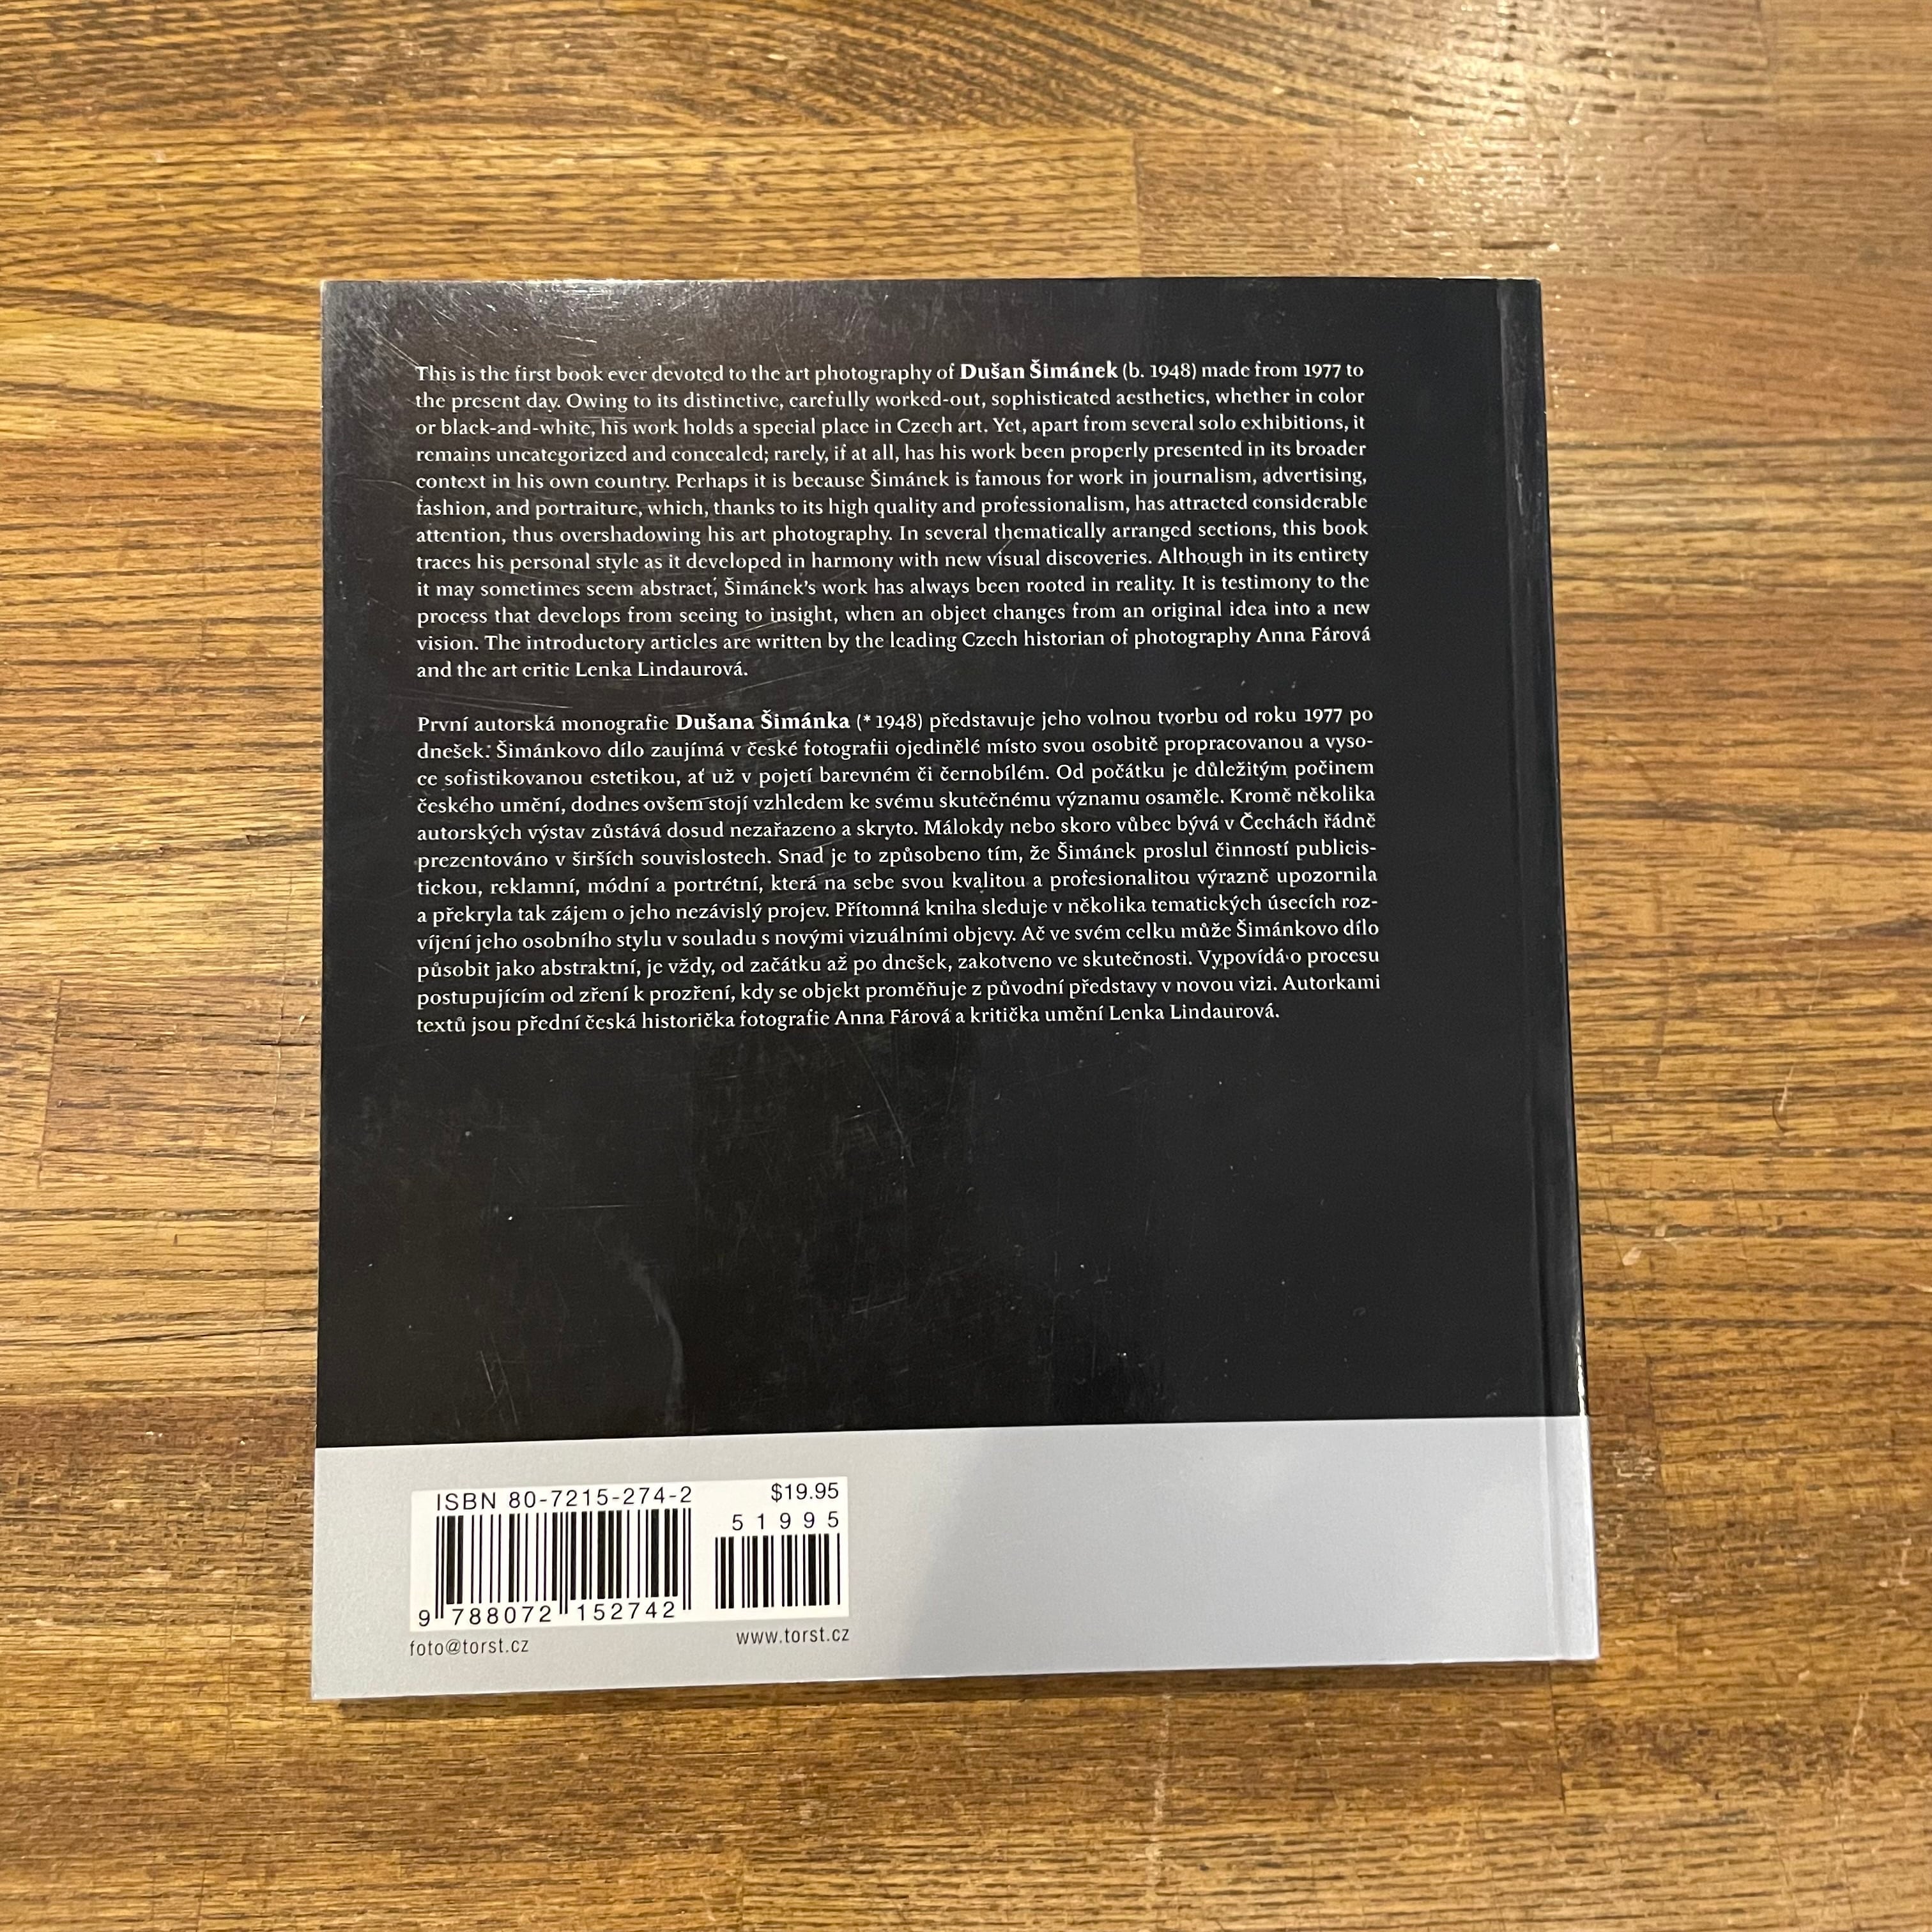 This is the first book ever devoted to the art photography of Dušan Šimánek (b. 1948) made from 1977 to
the present day. Owing to its distinctive, carefully worked-out, sophisticated aesthetics, whether in color
or black-and-white, his work holds a special place in Czech art. Yet, apart from several solo exhibitions, it
remains uncategorized and concealed; rarely, if at all, has his work been properly presented in its broader
context in his own country. Perhaps it is because Šimánek is famous for work in journalism, advertising,
fashion, and portraiture, which, thanks to its high quality and professionalism, has attracted considerable
attention, thus overshadowing his art photography. In several thematically arranged sections, this book
traces his personal style as it developed in harmony with new visual discoveries. Although in its entirety
it may sometimes seem abstract, Šimánek's work has always been rooted in reality. It is testimony to the
process that develops from seeing to insight, when an object changes from an original idea into a new
vision. The introductory articles are written by the leading Czech historian of photography Anna Fárová
and the art critic Lenka Lindaurová.
První autorská monografie Dušana Šimánka (* 1948) představuje jeho volnou tvorbu od roku 1977 po
dnešek. Šimánkovo dílo zaujímá v české fotografii ojedinělé místo svou osobitě propracovanou a vyso-
ce sofistikovanou estetikou, ať už v pojetí barevném či černobílém. Od počátku je důležitým počinem
českého umění, dodnes ovšem stojí vzhledem ke svému skutečnému významu osaměle. Kromě několika
autorských výstav zůstává dosud nezařazeno a skryto. Málokdy nebo skoro vůbec bývá v Čechách řádně
prezentováno v širších souvislostech. Snad je to způsobeno tím, že Šimánek proslul činností publicis-
tickou, reklamní, módní a portrétní, která na sebe svou kvalitou a profesionalitou výrazně upozornila
a překryla tak zájem o jeho nezávislý projev. Přítomná kniha sleduje v několika tematických úsecích roz-
víjení jeho osobního stylu v souladu s novými vizuálními objevy. Ač ve svém celku může Šimánkovo dílo
působit jako abstraktní, je vždy, od začátku až po dnešek, zakotveno ve skutečnosti. Vypovídá o procesu
postupujícím od zření k prozření, kdy se objekt proměňuje z původní představy v novou vizi. Autorkami
textů jsou přední česká historička fotografie Anna Fárová a kritička umění Lenka Lindaurová.
ISBN 80-7215-274-2
$19.95
51995
9 788072 152742
foto@torst.cz
www.torst.cz